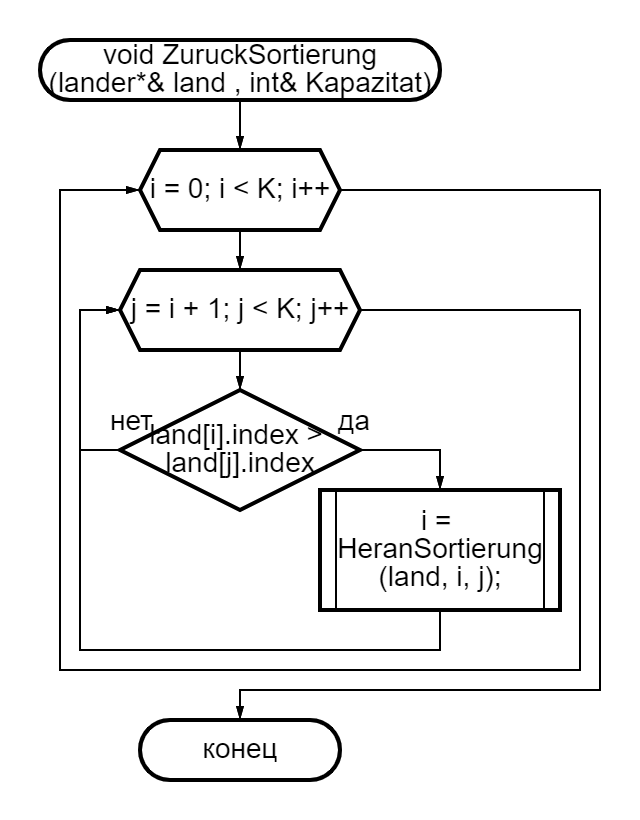 void ZuruckSortierung
(lander*& land , int& Kapazitat)
i = 0; i < K; i++
j = i + 1; j < K; j++
нет
да
land[i].index >
land[j].index
i =
HeranSortierung
(land, i, j);
конец